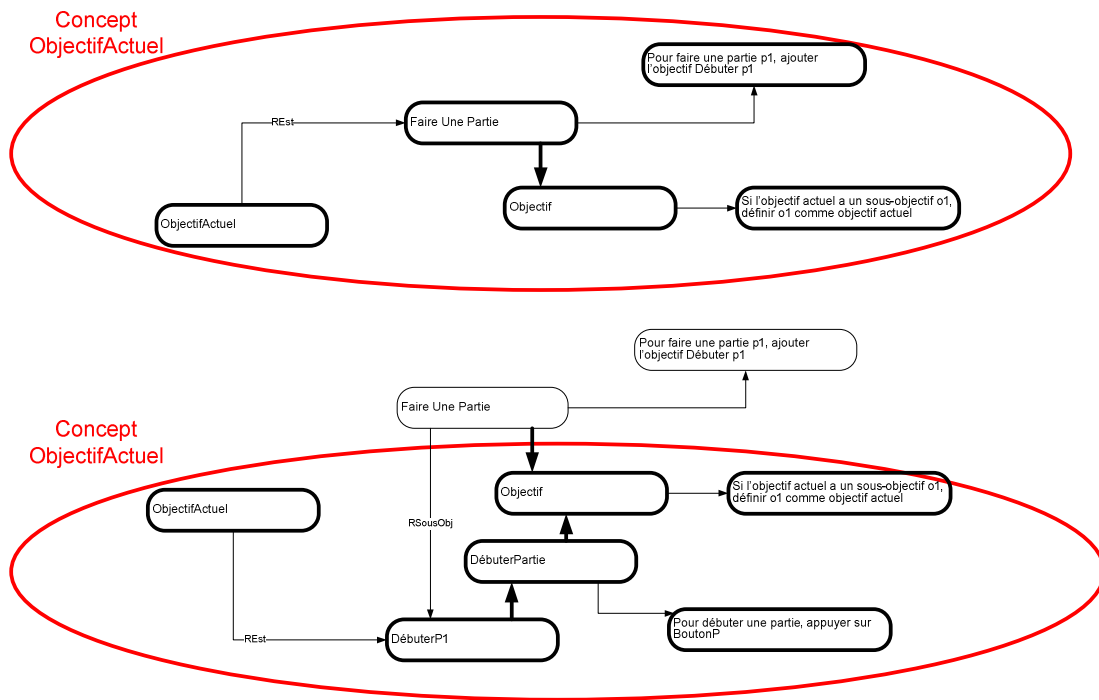 Concept
ObjectifActuel
Pour faire une partie p1, ajouter
l'objectif Débuter p1
REst
Faire Une Partie
Objectif
Si l'objectif actuel a un sous-objectif o1,
définir o1 comme objectif actuel
ObjectifActuel
Pour faire une partie p1, ajouter
l'objectif Débuter p1
Faire Une Partie
Concept
ObjectifActuel
Objectif
Si l'objectif actuel a un sous-objectif o1,
définir o1 comme objectif actuel
ObjectifActuel
RSousObj
DébuterPartie
Pour débuter une partie, appuyer sur
BoutonP
REst
DébuterP1